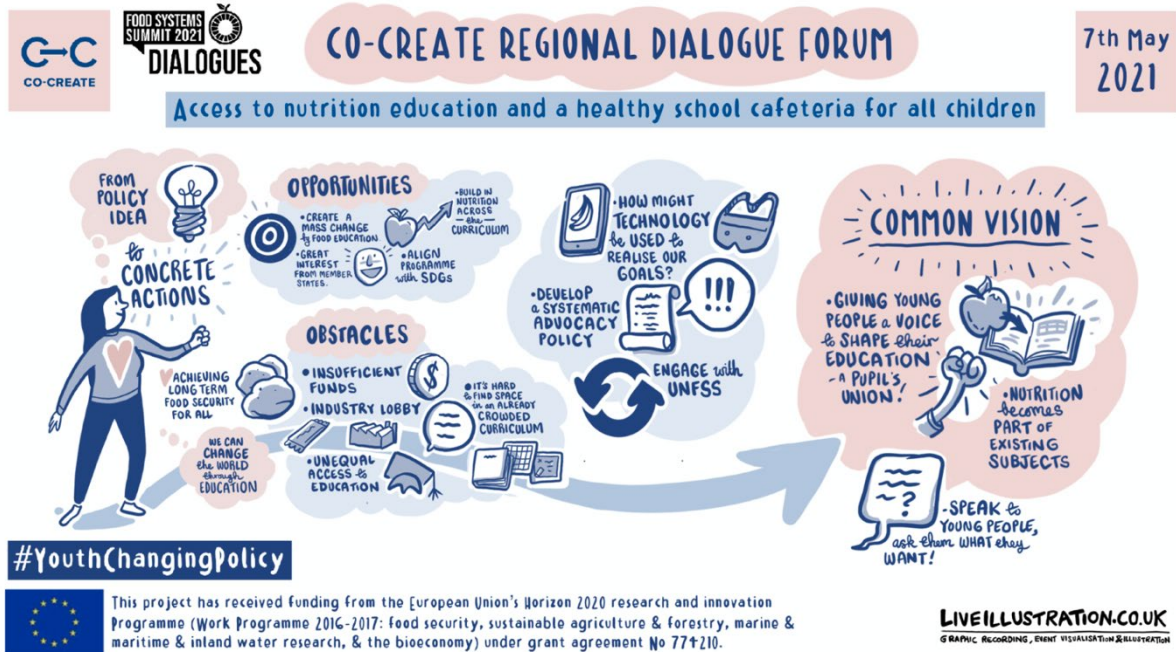 C→C
CO-CREATE
FOOD SYSTEMS
SUMMIT 2021
DIALOGUES
CO-CREATE REGIONAL DIALOGUE FORUM
7th May
2021
Access to nutrition education and a healthy school cafeteria for all children
FROM
POLICY
IDEA
to
CONCRETE
ACTIONS
ACHIEVING
LONG TERM
FOOD SECURITY
FOR ALL
WE CAN
CHANGE
the WORLD
through
EDUCATION
OPPORTUNITIES
•CREATE A
MASS CHANGE
by FOOD EDUCATION
•GREAT
INTEREST
FROM MEMBER
STATES.
•BUILD IN
NUTRITION
ACROSS
the
CURRICULUM
•ALIGN
PROGRAMME
with SDGs
OBSTACLES
•INSUFFICIENT
FUNDS
$
•INDUSTRY LOBBY
•UNEQUAL
ACCESS to
EDUCATION
•IT'S HARD
to FIND SPACE
in an ALREADY
CROWDED
CURRICULUM
•HOW MIGHT
TECHNOLOGY
be USED to
REALISE OUR
GOALS?
•DEVELOP
a SYSTEMATIC
ADVOCACY
POLICY
!!!
ENGAGE with
UNFSS
COMMON VISION
•GIVING YOUNG
PEOPLE a VOICE
to SHAPE their
EDUCATION
- A PUPIL'S
UNION!
•NUTRITION
becomes
PART OF
EXISTING
SUBJECTS
?
-SPEAK to
YOUNG PEOPLE,
ask them WHAT they
WANT!
#YouthChangingPolicy
This project has received funding from the European Union's Horizon 2020 research and innovation
Programme (Work Programme 2016-2017: food security, sustainable agriculture & forestry, marine &
maritime & inland water research, & the bioeconomy) under grant agreement No 774210.
LIVEILLUSTRATION.CO.UK
GRAPHIC RECORDING, EVENT VISUALISATION & ILLUSTRATION